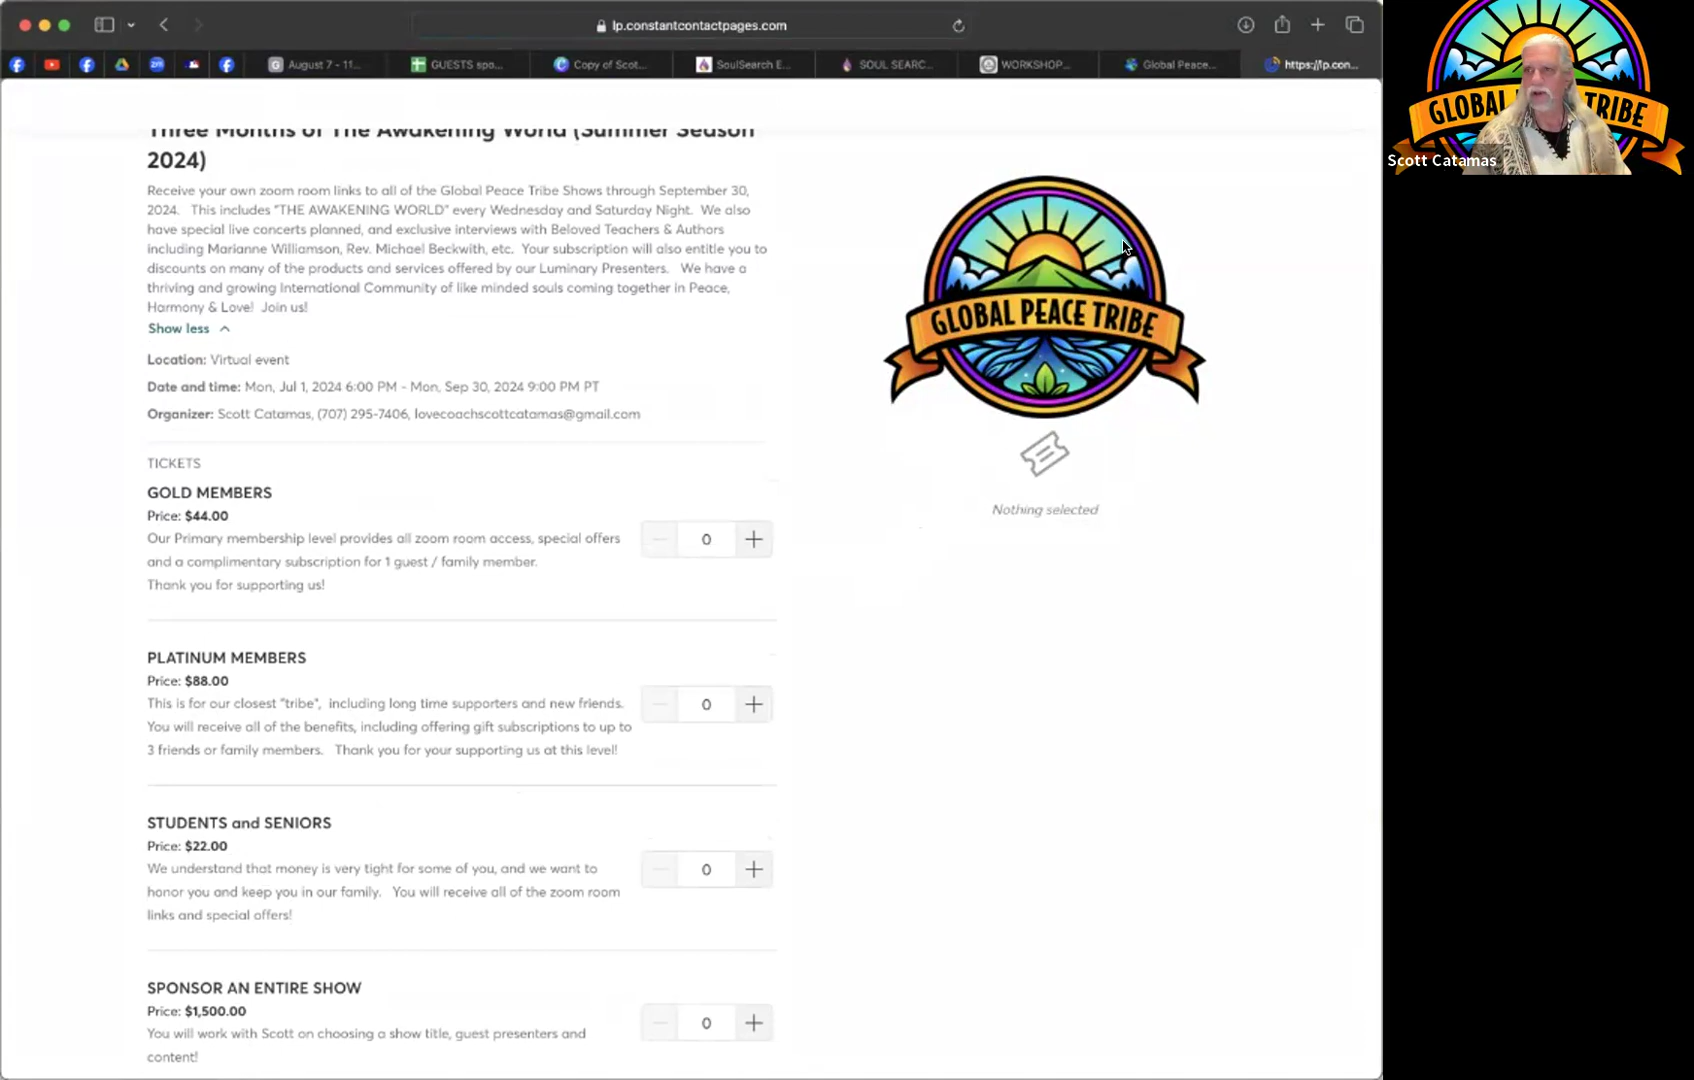 lp.constantcontactpages.com
August 7 - 11...
GUESTS spo...
Copy of Scot...
SoulSearch E...
SOUL SEARC...
WORKSHOP...
Global Peace...
https://lp.con...
Three Months of The Awakening World (Summer Season
2024)
Receive your own zoom room links to all of the Global Peace Tribe Shows through September 30,
2024. This includes "THE AWAKENING WORLD" every Wednesday and Saturday Night. We also
have special live concerts planned, and exclusive interviews with Beloved Teachers & Authors
including Marianne Williamson, Rev. Michael Beckwith, etc. Your subscription will also entitle you to
discounts on many of the products and services offered by our Luminary Presenters. We have a
thriving and growing International Community of like minded souls coming together in Peace,
Harmony & Love! Join us!
Show less
Location: Virtual event
Date and time: Mon, Jul 1, 2024 6:00 PM - Mon, Sep 30, 2024 9:00 PM PT
Organizer: Scott Catamas, (707) 295-7406, lovecoachscottcatamas@gmail.com
TICKETS
GOLD MEMBERS
Price: $44.00
Our Primary membership level provides all zoom room access, special offers
and a complimentary subscription for 1 guest / family member.
Thank you for supporting us!
0
PLATINUM MEMBERS
Price: $88.00
This is for our closest "tribe", including long time supporters and new friends.
You will receive all of the benefits, including offering gift subscriptions to up to
3 friends or family members. Thank you for your supporting us at this level!
0
STUDENTS and SENIORS
Price: $22.00
We understand that money is very tight for some of you, and we want to
honor you and keep you in our family. You will receive all of the zoom room
links and special offers!
0
SPONSOR AN ENTIRE SHOW
Price: $1,500.00
You will work with Scott on choosing a show title, guest presenters and
content!
0
GLOBAL PEACE TRIBE
Nothing selected
GLOBAL TRIBE
Scott Catamas